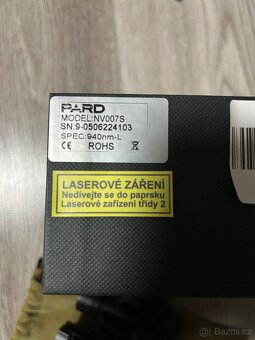 PARD
MODEL:NV007S
SN:9-0506224103
SPEC:940nm-L
CE ROHS
LASEROVÉ ZÁŘENÍ
Nedívejte se do paprsku
Laserové zařízení třídy 2
Sbazar.cz